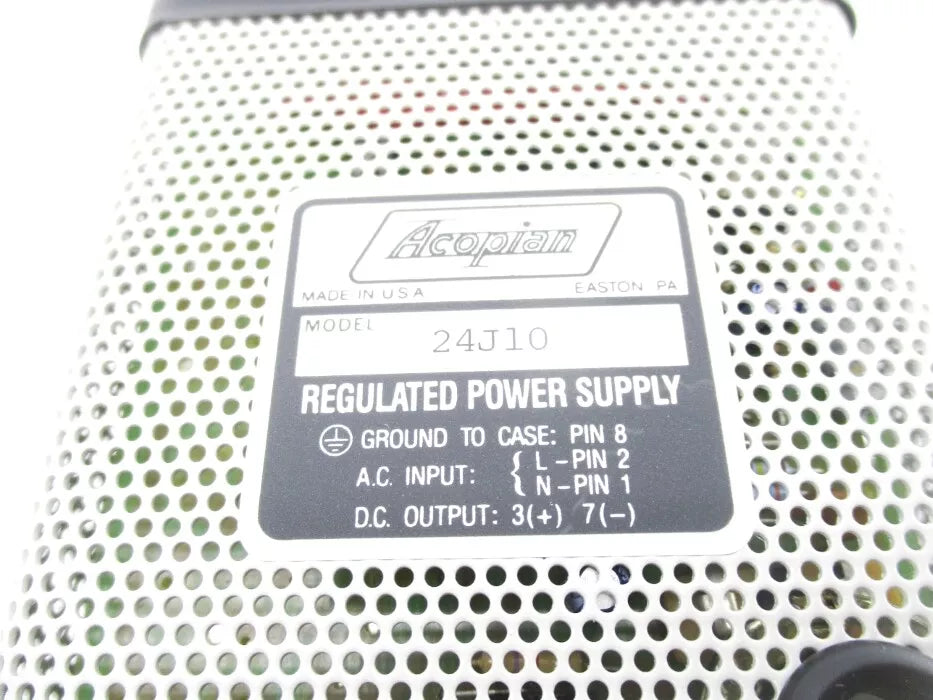 Acopian
MADE IN U S A EASTON PA
MODEL
24J10
REGULATED POWER SUPPLY
GROUND TO CASE: PIN 8
A.C. INPUT: { L - PIN 2
N - PIN 1
D.C. OUTPUT: 3(+) 7(-)